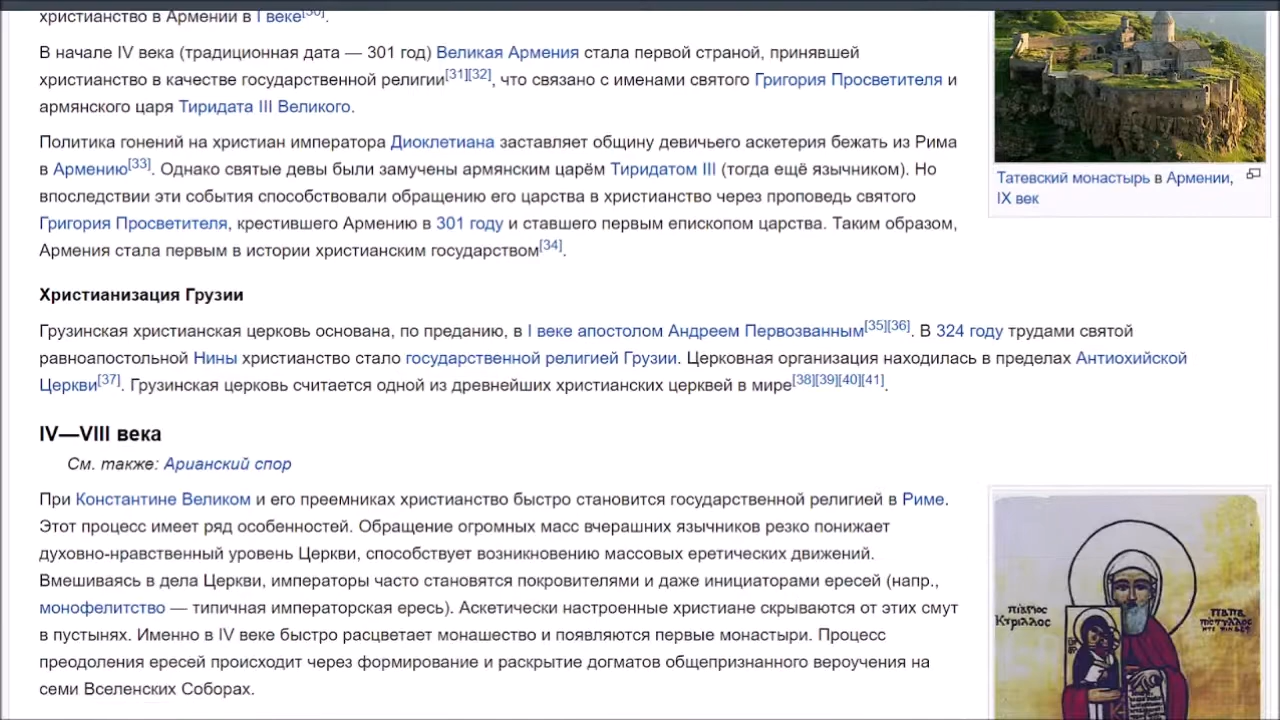 христианство в Армении в I веке[30].
В начале IV века (традиционная дата — 301 год) Великая Армения стала первой страной, принявшей
христианство в качестве государственной религии[31][32], что связано с именами святого Григория Просветителя и
армянского царя Тиридата III Великого.
Политика гонений на христиан императора Диоклетиана заставляет общину девичьего аскетерия бежать из Рима
в Армению[33]. Однако святые девы были замучены армянским царём Тиридатом III (тогда ещё язычником). Но
впоследствии эти события способствовали обращению его царства в христианство через проповедь святого
Григория Просветителя, крестившего Армению в 301 году и ставшего первым епископом царства. Таким образом,
Армения стала первым в истории христианским государством[34].
Татевский монастырь в Армении,
IX век
Христианизация Грузии
Грузинская христианская церковь основана, по преданию, в I веке апостолом Андреем Первозванным[35][36]. В 324 году трудами святой
равноапостольной Нины христианство стало государственной религией Грузии. Церковная организация находилась в пределах Антиохийской
Церкви[37]. Грузинская церковь считается одной из древнейших христианских церквей в мире[38][39][40][41].
IV—VIII века
См. также: Арианский спор
При Константине Великом и его преемниках христианство быстро становится государственной религией в Риме.
Этот процесс имеет ряд особенностей. Обращение огромных масс вчерашних язычников резко понижает
духовно-нравственный уровень Церкви, способствует возникновению массовых еретических движений.
Вмешиваясь в дела Церкви, императоры часто становятся покровителями и даже инициаторами ересей (напр.,
монофелитство — типичная императорская ересь). Аскетически настроенные христиане скрываются от этих смут
в пустынях. Именно в IV веке быстро расцветает монашество и появляются первые монастыри. Процесс
преодоления ересей происходит через формирование и раскрытие догматов общепризнанного вероучения на
семи Вселенских Соборах.